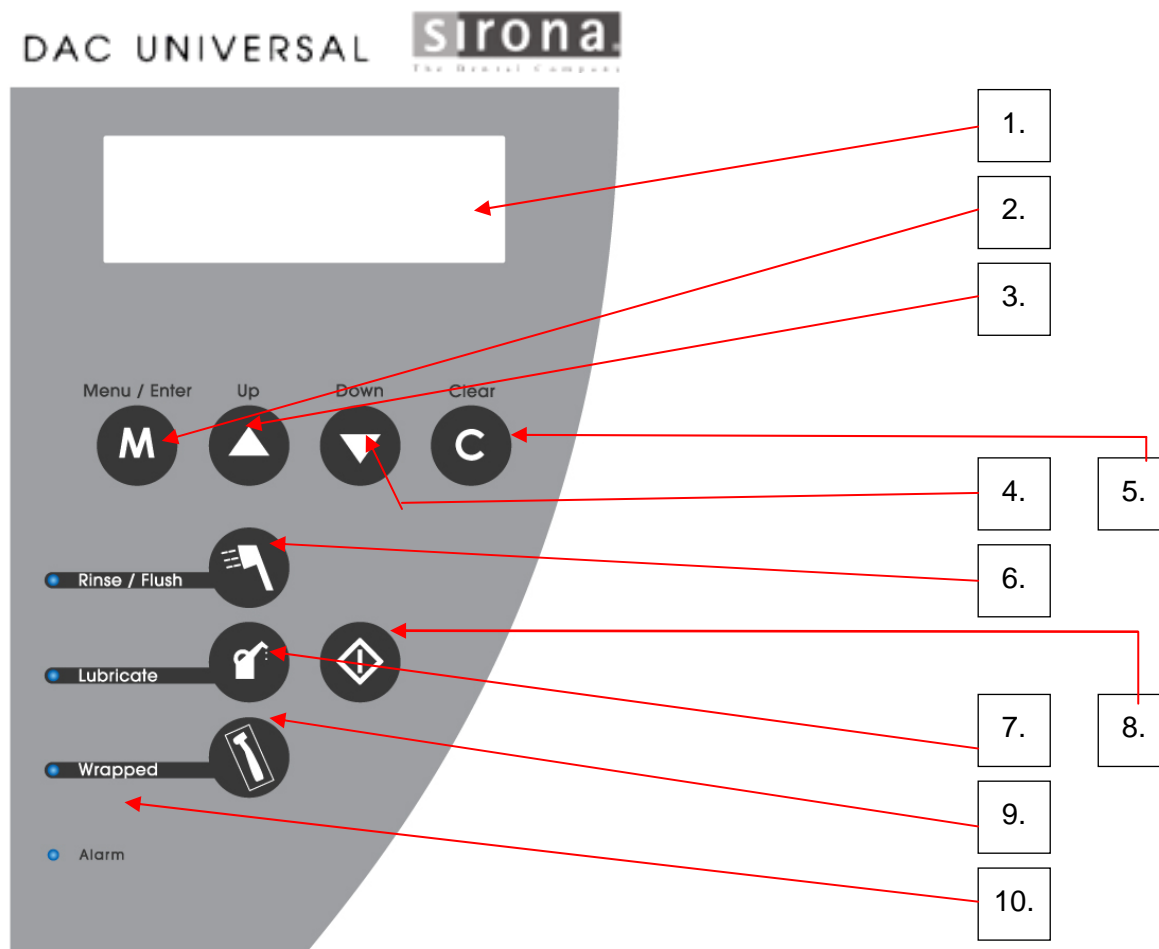 DAC UNIVERSAL
sırona.
The Dental Company
1.
2.
3.
Menu / Enter Up Down Clear
M C
4. 5.
6.
Rinse / Flush
Lubricate
7. 8.
Wrapped
9.
Alarm
10.